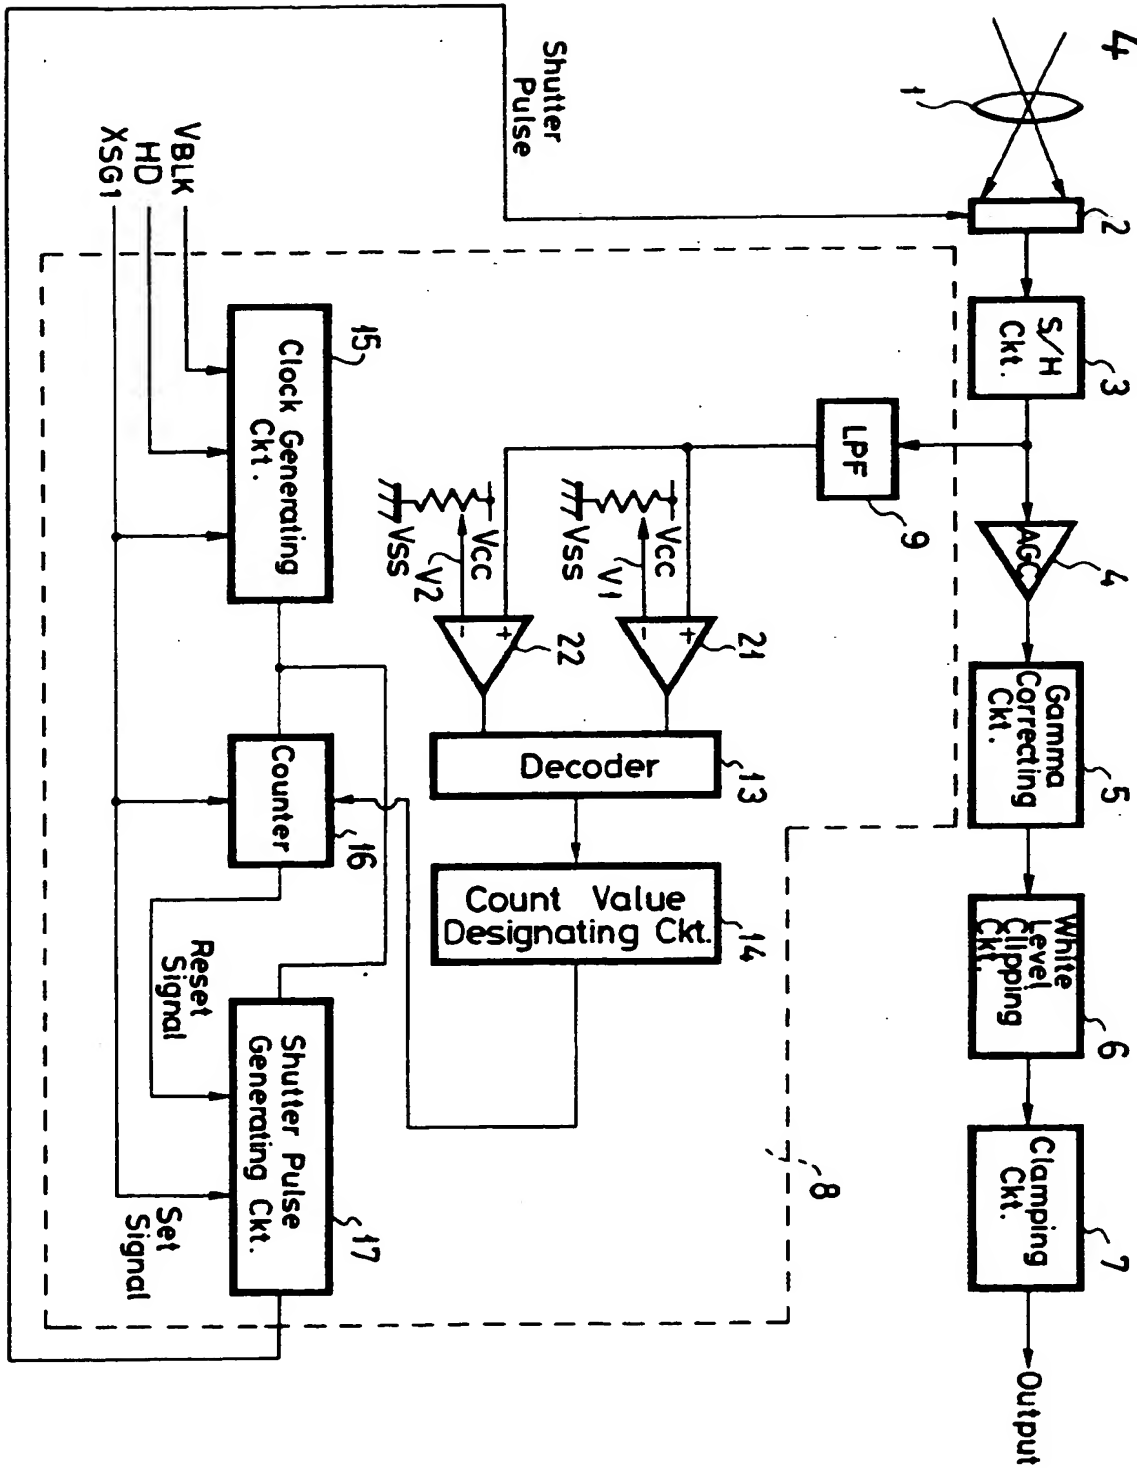 4
1
2
S/H
Ckt.
3
AGC
4
Gamma
Correcting
Ckt.
5
White
Level
Clipping
Ckt.
6
Clamping
Ckt.
7
Output
LPF
9
Shutter
Pulse
Vcc
V1
Vss
+
-
21
Vcc
V2
Vss
+
-
22
Decoder
13
Count Value
Designating Ckt.
14
8
VBLK
HD
XSG1
15
Clock Generating
Ckt.
Counter
16
Reset
Signal
Shutter Pulse
Generating Ckt.
17
Set
Signal